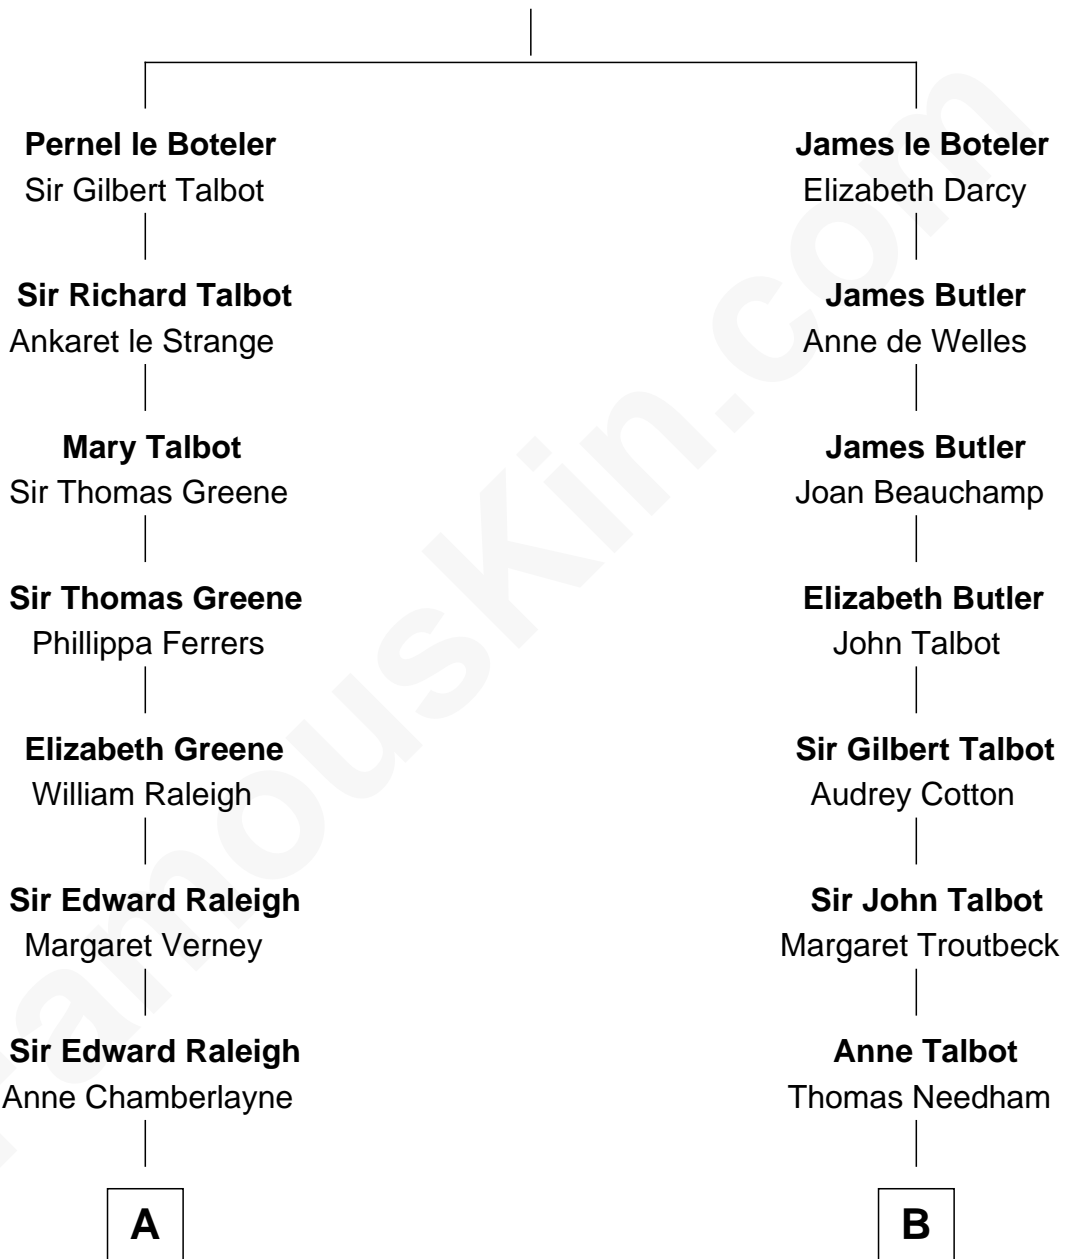 Pernel le Boteler
Sir Gilbert Talbot
Sir Richard Talbot
Ankaret le Strange
Mary Talbot
Sir Thomas Greene
Sir Thomas Greene
Phillippa Ferrers
Elizabeth Greene
William Raleigh
Sir Edward Raleigh
Margaret Verney
Sir Edward Raleigh
Anne Chamberlayne
A
James le Boteler
Elizabeth Darcy
James Butler
Anne de Welles
James Butler
Joan Beauchamp
Elizabeth Butler
John Talbot
Sir Gilbert Talbot
Audrey Cotton
Sir John Talbot
Margaret Troutbeck
Anne Talbot
Thomas Needham
B
FamousKin.com